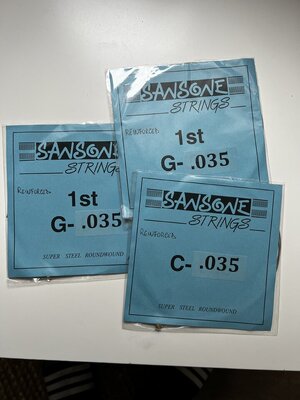 SANSONE
STRINGS
REINFORCED
1st
G- .035
SANSONE
STRINGS
REINFORCED
1st
G- .035
SUPER STEEL ROUNDWOUND
SANSONE
STRINGS
REINFORCED
C- .035
SUPER STEEL ROUNDWOUND